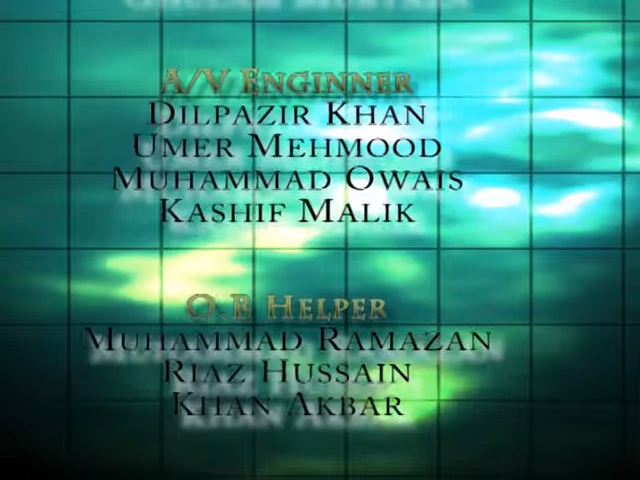 A/V Enginner
Dilpazir Khan
Umer Mehmood
Muhammad Owais
Kashif Malik
O.B Helper
Muhammad Ramazan
Riaz Hussain
Khan Akbar